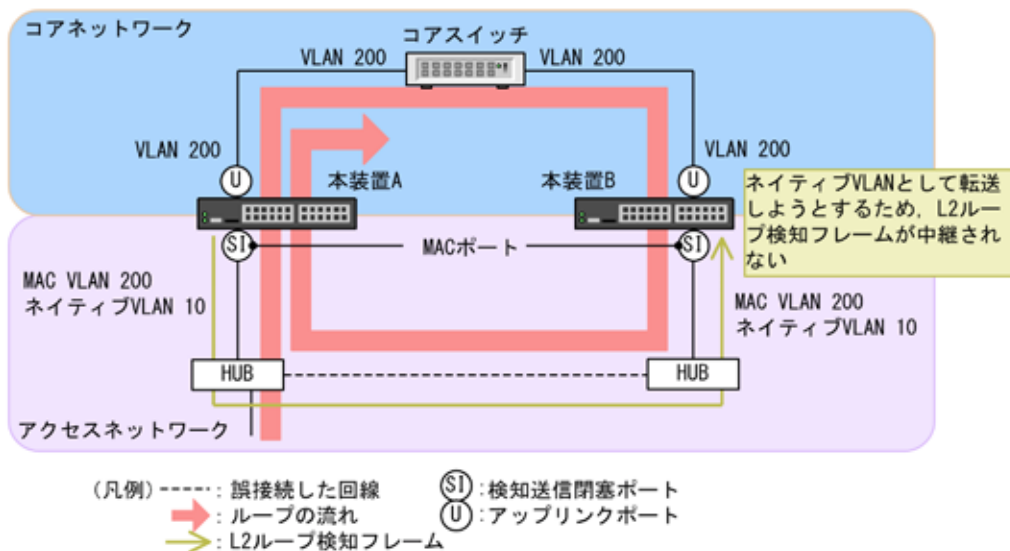 コアネットワーク
コアスイッチ
VLAN 200
VLAN 200
VLAN 200
VLAN 200
U
本装置A
本装置B
U
ネイティブVLANとして転送
しようとするため，L2ルー
プ検知フレームが中継され
ない
SI
MACポート
SI
MAC VLAN 200
ネイティブVLAN 10
MAC VLAN 200
ネイティブVLAN 10
HUB
HUB
アクセスネットワーク
(凡例)
：誤接続した回線
SI：検知送信閉塞ポート
：ループの流れ
U：アップリンクポート
：L2ループ検知フレーム